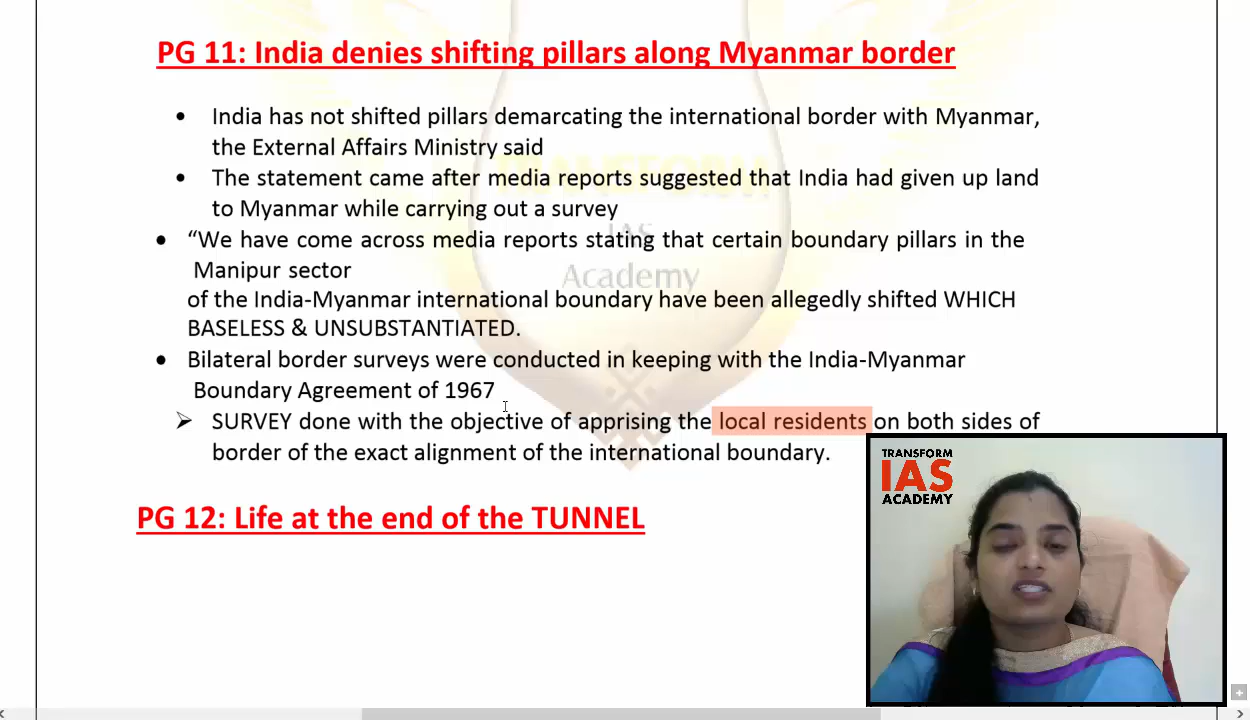 PG 11: India denies shifting pillars along Myanmar border
• India has not shifted pillars demarcating the international border with Myanmar,
the External Affairs Ministry said
• The statement came after media reports suggested that India had given up land
to Myanmar while carrying out a survey
• “We have come across media reports stating that certain boundary pillars in the
Manipur sector
of the India-Myanmar international boundary have been allegedly shifted WHICH
BASELESS & UNSUBSTANTIATED.
• Bilateral border surveys were conducted in keeping with the India-Myanmar
Boundary Agreement of 1967
➢ SURVEY done with the objective of apprising the local residents on both sides of
border of the exact alignment of the international boundary.
PG 12: Life at the end of the TUNNEL
TRANSFORM
IAS
Academy
TRANSFORM
IAS
ACADEMY